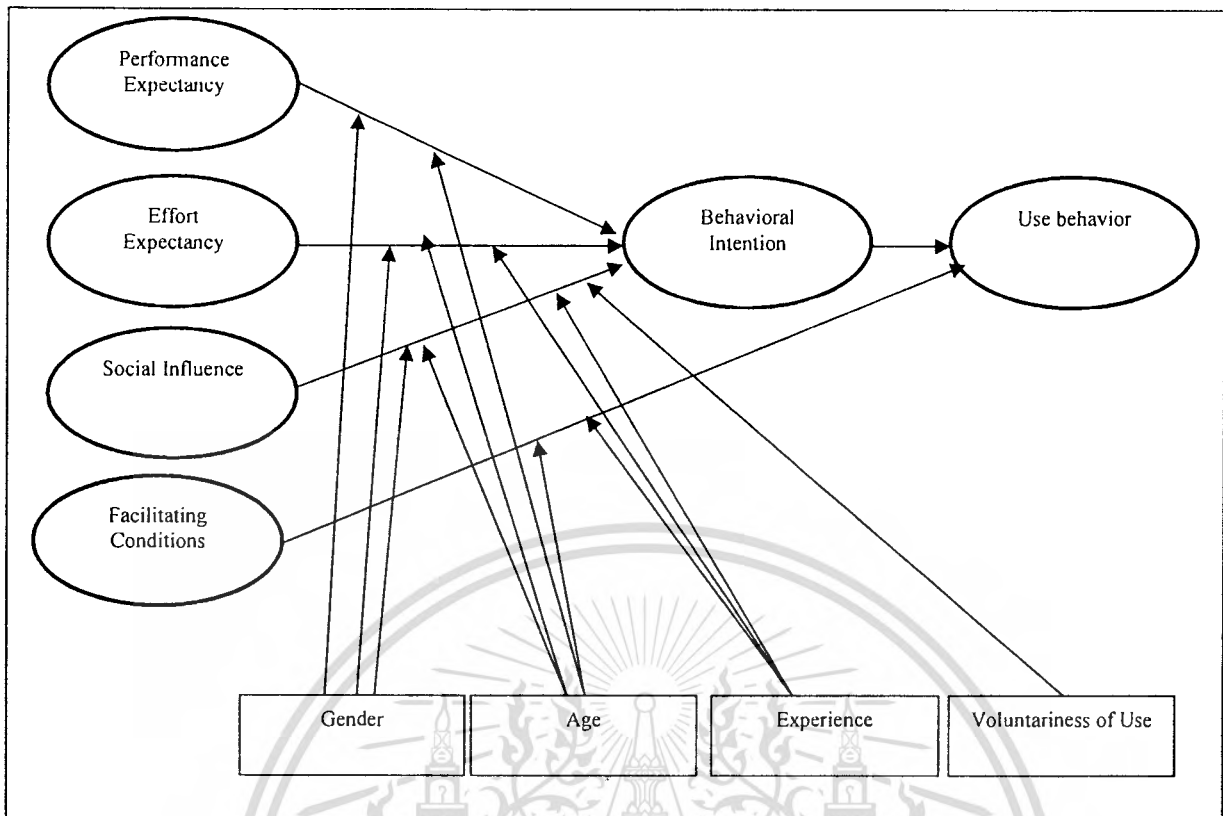 Performance
Expectancy
Effort
Expectancy
Behavioral
Intention
Use behavior
Social Influence
Facilitating
Conditions
Gender
Age
Experience
Voluntariness of Use